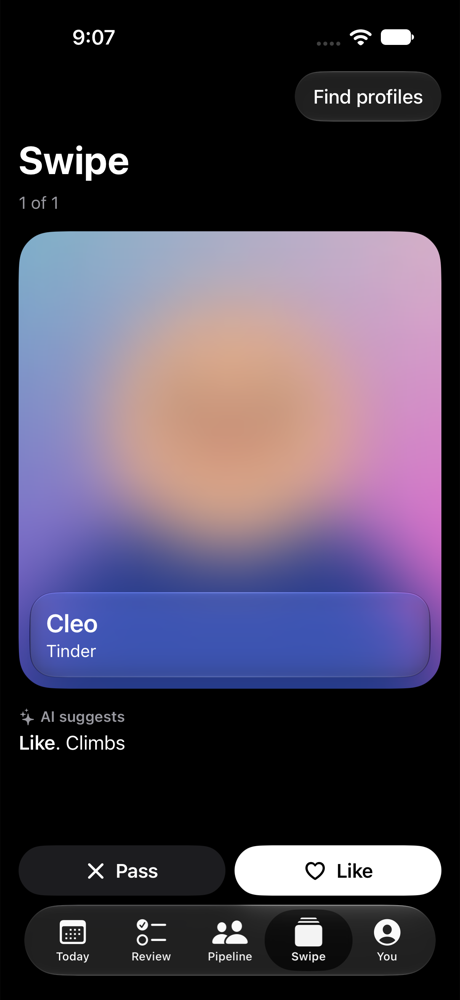 9:07
Find profiles
Swipe
1 of 1
Cleo
Tinder
AI suggests
Like. Climbs
Pass
Like
Today
Review
Pipeline
Swipe
You